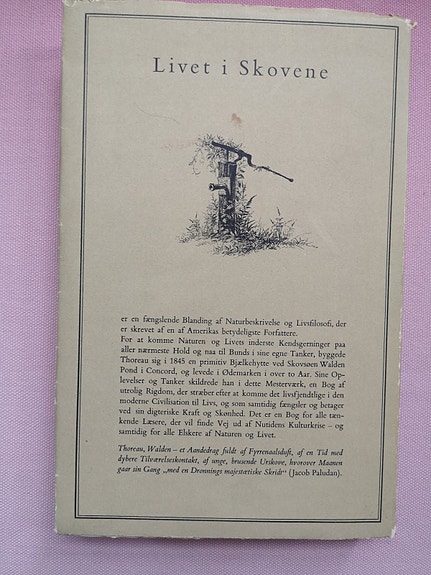 Livet i Skovene
er en fængslende Blanding af Naturbeskrivelse og Livsfilosofi, der
er skrevet af en af Amerikas betydeligste Forfattere.
For at komme Naturen og Livets inderste Kendsgerninger paa
aller nærmeste Hold og naa til Bunds i sine egne Tanker, byggede
Thoreau sig i 1845 en primitiv Bjælkehytte ved Skovsøen Walden
Pond i Concord, og levede i Ødemarken i over to Aar. Sine Op-
levelser og Tanker skildrede han i dette Mesterværk, en Bog af
utrolig Rigdom, der stræber efter at komme det livsfjendtlige i den
moderne Civilisation til Livs, og som samtidig fængsler og betager
ved sin digteriske Kraft og Skønhed. Det er en Bog for alle tæn-
kende Læsere, der vil finde Vej ud af Nutidens Kulturkrise – og
samtidig for alle Elskere af Naturen og Livet.
Thoreau, Walden – et Aandedrag fuldt af Fyrrenaalsduft, af en Tid med
dybere Tilværelseskontakt, af unge, brusende Urskove, hvorover Maanen
gaar sin Gang „med en Dronnings majestætiske Skridt“ (Jacob Paludan).